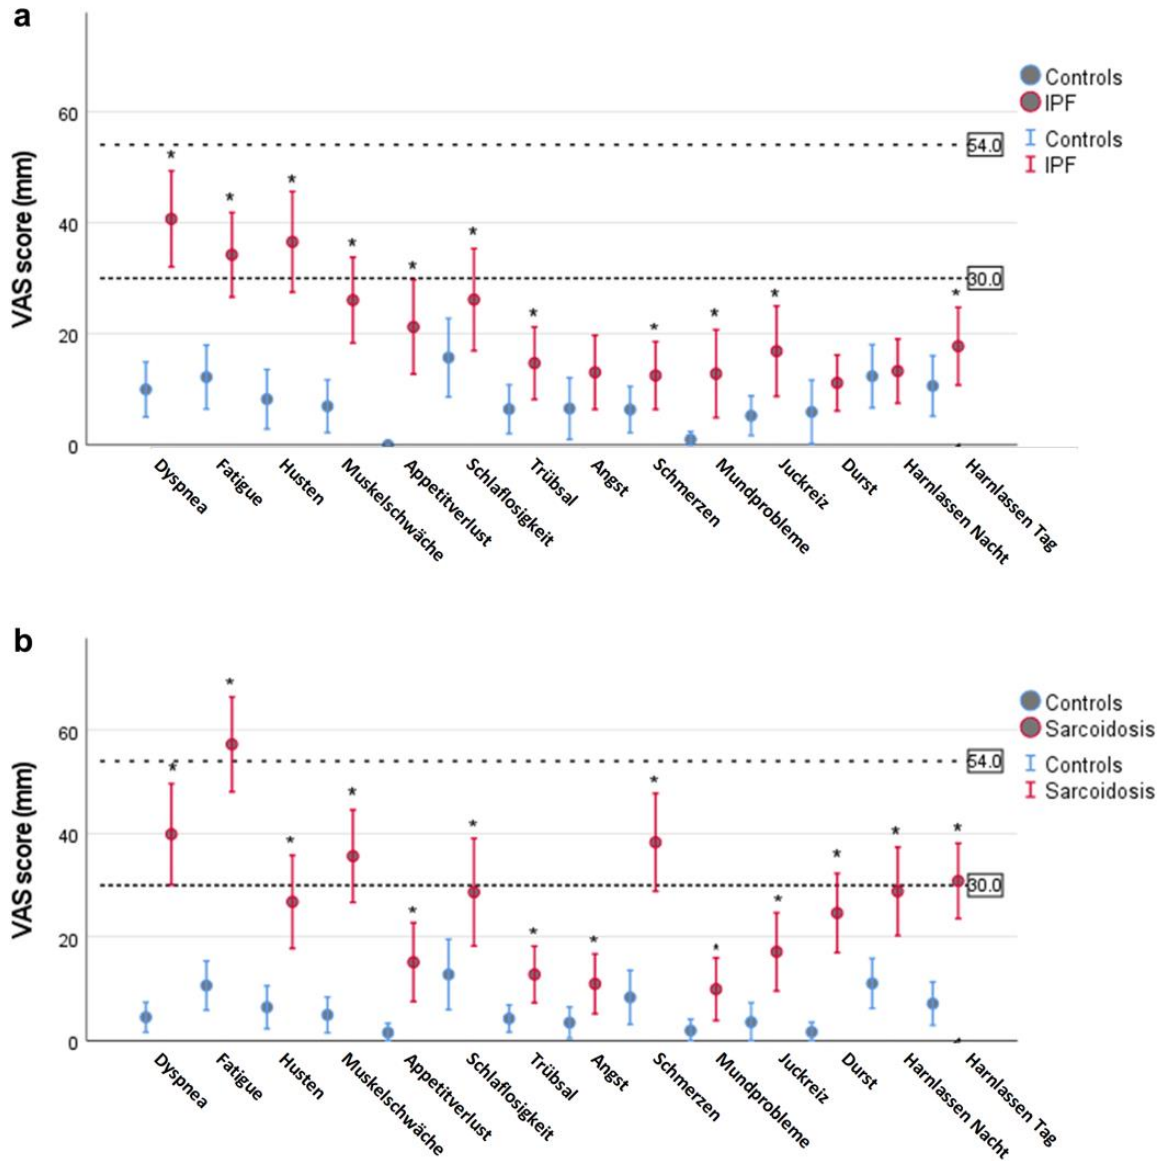 a
Controls
IPF
Controls
IPF
VAS score (mm)
60
40
20
0
54.0
30.0
*
*
*
*
*
*
*
*
*
*
*
Dyspnea
Fatigue
Husten
Muskelschwäche
Appetitverlust
Schlaflosigkeit
Trübsal
Angst
Schmerzen
Mundprobleme
Juckreiz
Durst
Harnlassen Nacht
Harnlassen Tag
b
Controls
Sarcoidosis
Controls
Sarcoidosis
VAS score (mm)
60
40
20
0
54.0
30.0
*
*
*
*
*
*
*
*
*
*
*
*
*
*
Dyspnea
Fatigue
Husten
Muskelschwäche
Appetitverlust
Schlaflosigkeit
Trübsal
Angst
Schmerzen
Mundprobleme
Juckreiz
Durst
Harnlassen Nacht
Harnlassen Tag